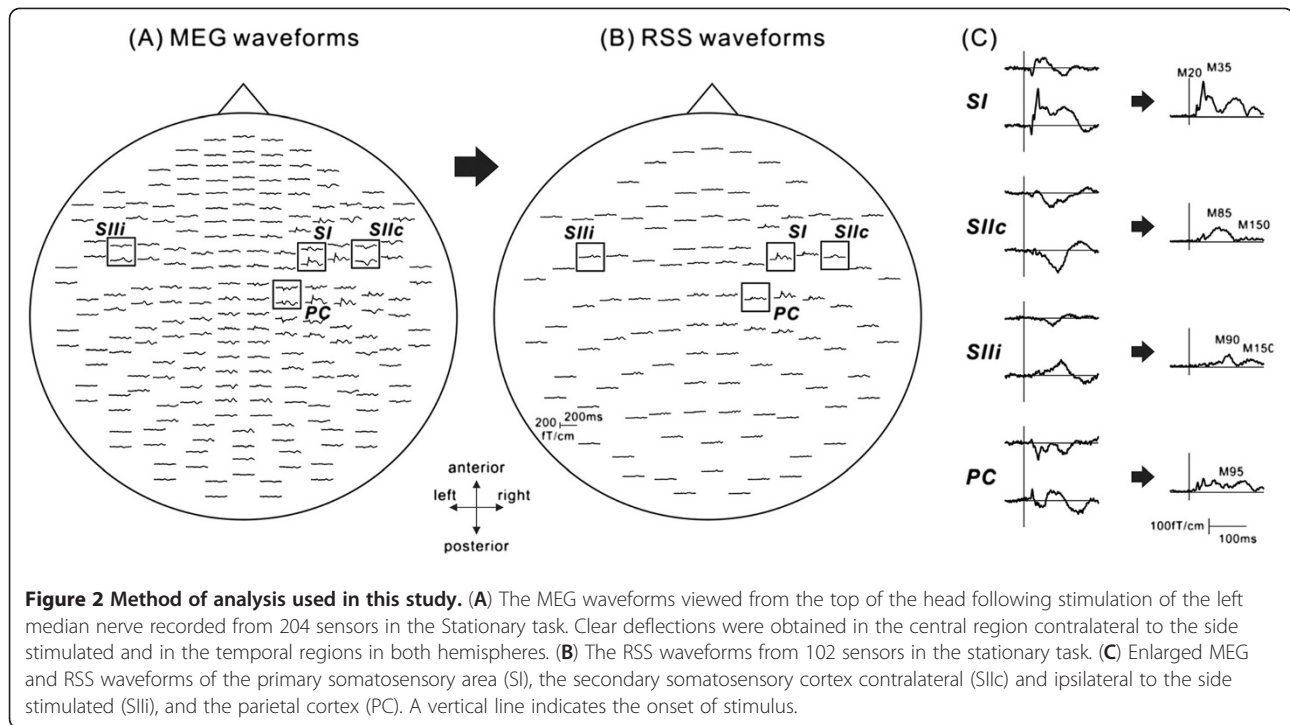 (A) MEG waveforms
(B) RSS waveforms
(C)
SI
M20 M35
SIIi SI SIIc
PC
SIIi SI SIIc
PC
SIIc
M85
M150
SIIi
M90
M150
PC
M95
200 200ms
fT/cm
100fT/cm
100ms
anterior
left right
posterior
Figure 2 Method of analysis used in this study. (A) The MEG waveforms viewed from the top of the head following stimulation of the left
median nerve recorded from 204 sensors in the Stationary task. Clear deflections were obtained in the central region contralateral to the side
stimulated and in the temporal regions in both hemispheres. (B) The RSS waveforms from 102 sensors in the stationary task. (C) Enlarged MEG
and RSS waveforms of the primary somatosensory area (SI), the secondary somatosensory cortex contralateral (SIIc) and ipsilateral to the side
stimulated (SIIi), and the parietal cortex (PC). A vertical line indicates the onset of stimulus.